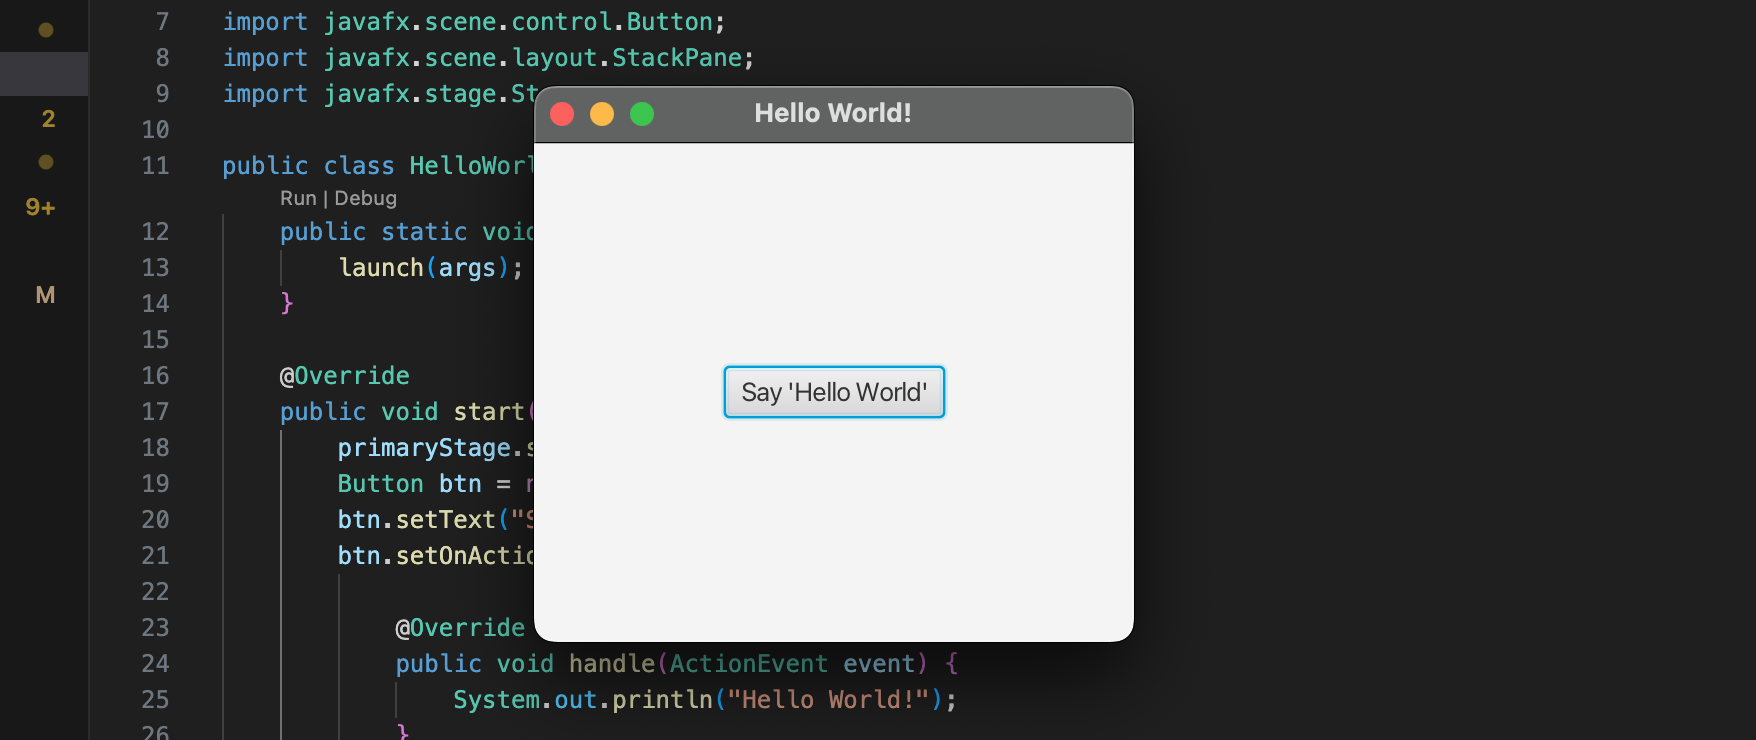 2
9+
M
7 import javafx.scene.control.Button;
8 import javafx.scene.layout.StackPane;
9 import javafx.stage.St
10
11 public class HelloWorl
Run | Debug
12 public static void
13 launch(args);
14 }
15
16 @Override
17 public void start(
18 primaryStage.s
19 Button btn = n
20 btn.setText("S
21 btn.setOnActio
22
23 @Override
24 public void handle(ActionEvent event) {
25 System.out.println("Hello World!");
26 }
Hello World!
Say 'Hello World'